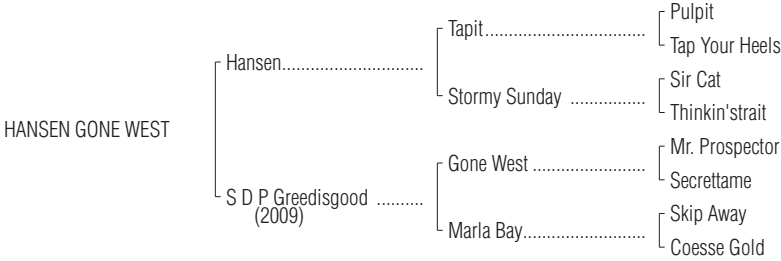 Pulpit
Tapit................................
Tap Your Heels
Hansen............................
Sir Cat
Stormy Sunday ...............
Thinkin'strait
HANSEN GONE WEST
Mr. Prospector
Gone West ......................
Secrettame
S D P Greedisgood ..........
(2009)
Skip Away
Marla Bay........................
Coesse Gold